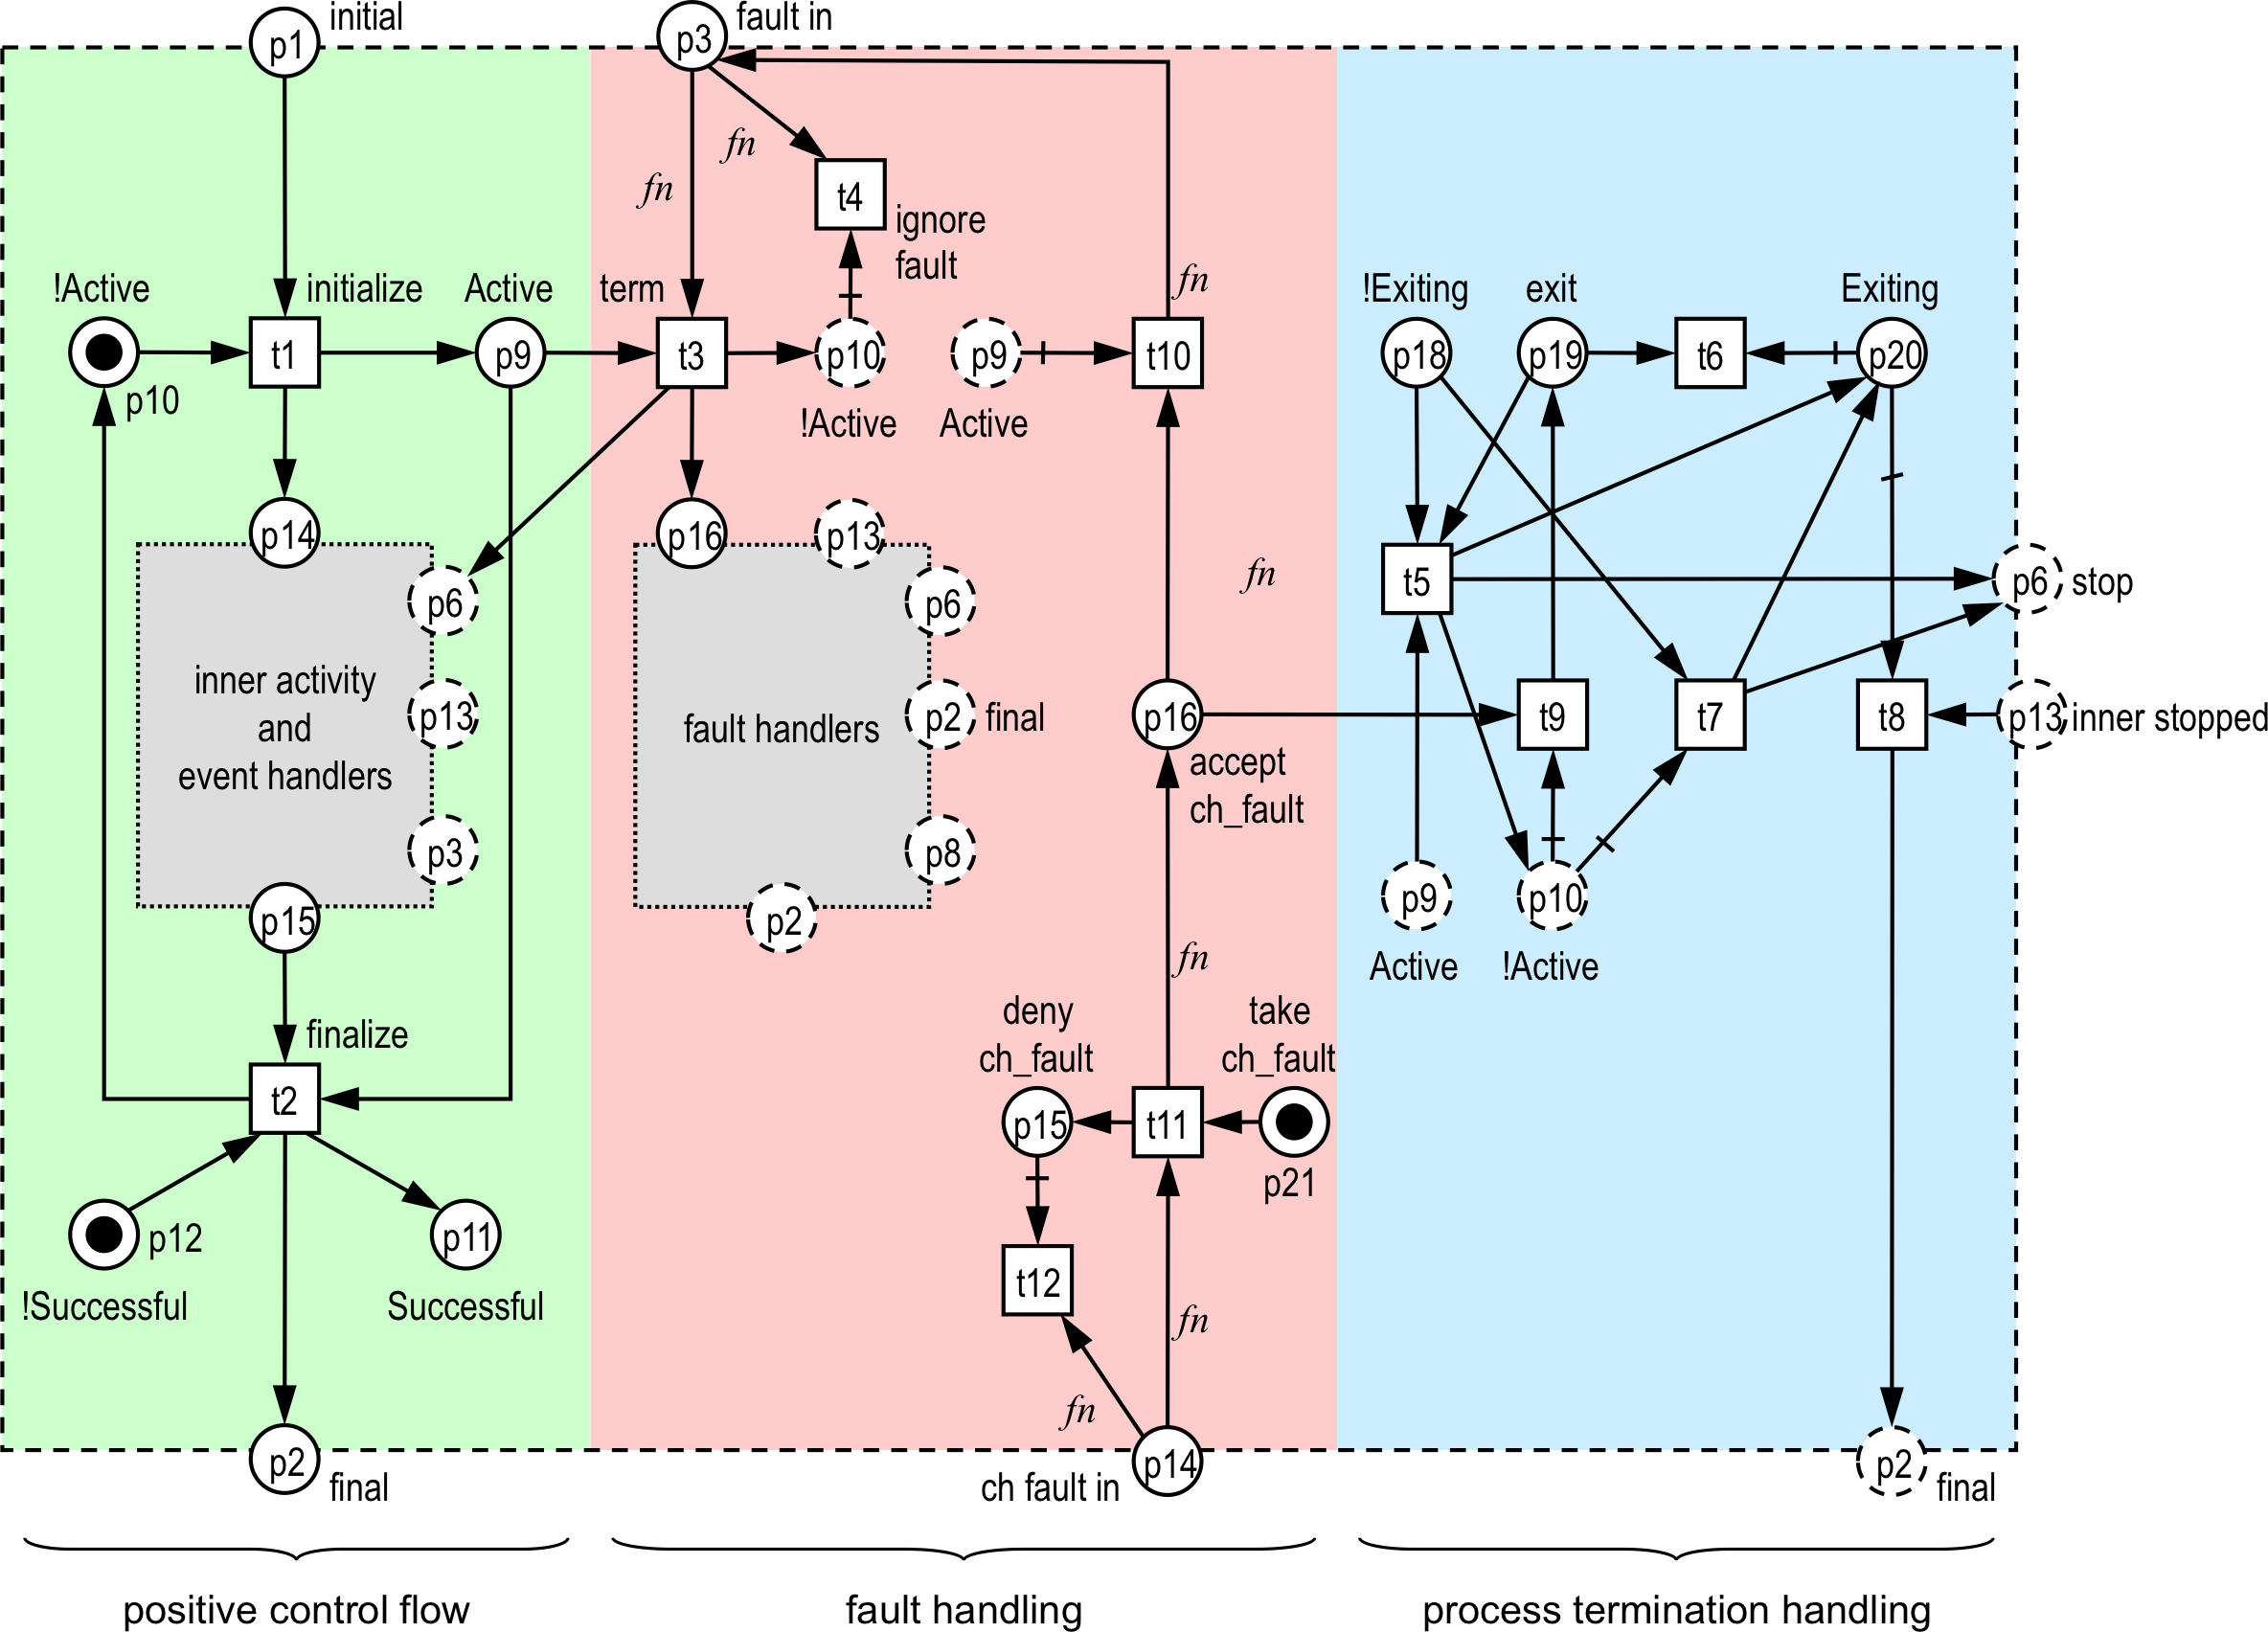 initial
fault in
p1
p3
fn
fn
t4
ignore
fault
fn
!Active
initialize
Active
term
!Exiting
exit
Exiting
t1
p9
t3
p10
p9
t10
p18
p19
t6
p20
p10
!Active
Active
p14
p16
p13
p6
p6
fn
t5
p6
stop
inner activity
and
event handlers
p13
fault handlers
p2
final
p16
accept
ch_fault
t9
t7
t8
p13
inner stopped
p3
p8
p9
p10
p15
p2
fn
Active
!Active
finalize
deny
ch_fault
take
ch_fault
t2
p15
t11
p21
p12
p11
!Successful
Successful
t12
fn
fn
p2
final
p14
ch fault in
p2
final
positive control flow
fault handling
process termination handling